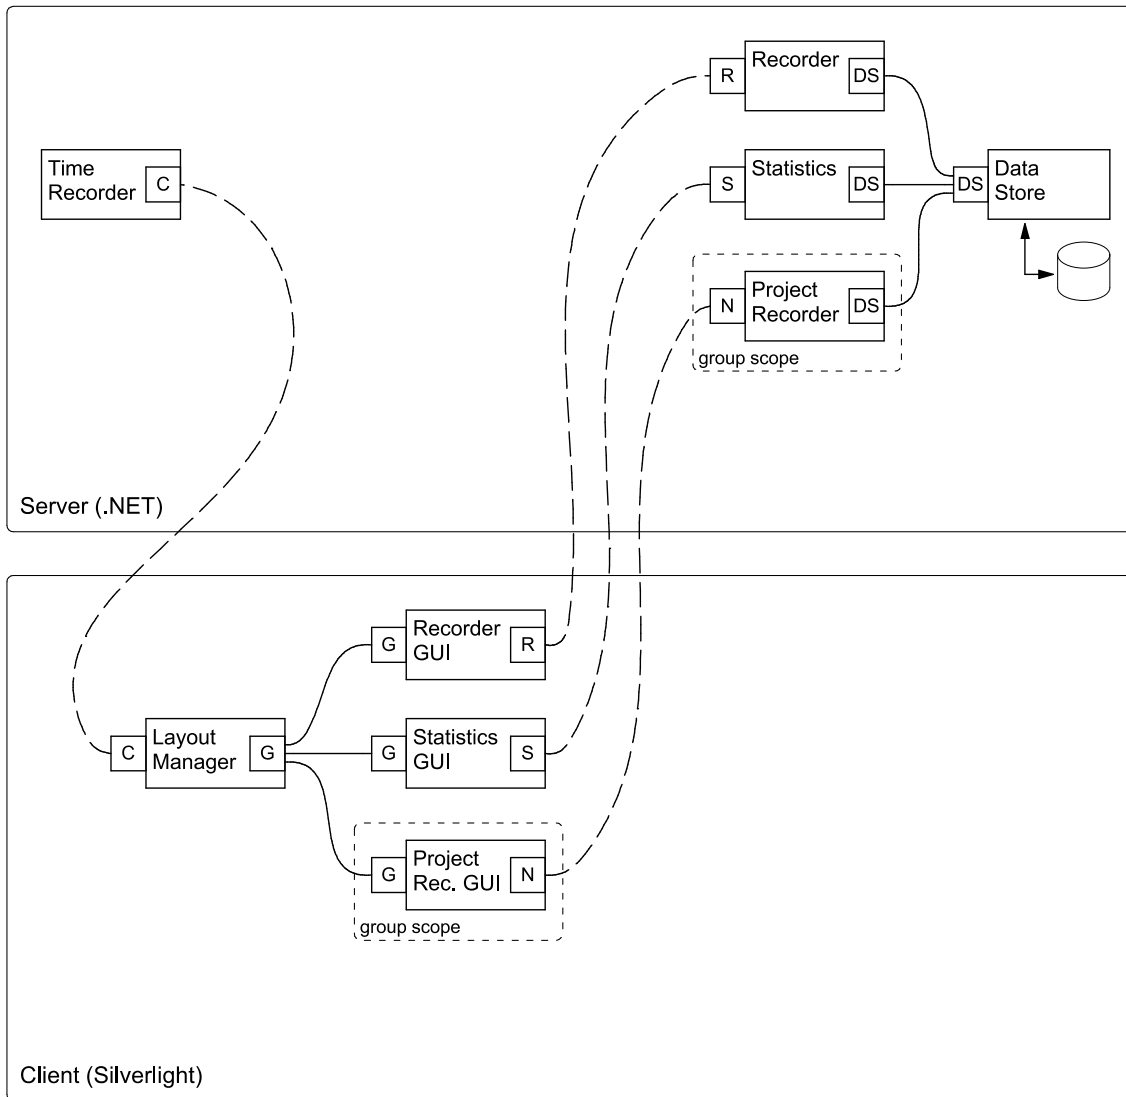 R
Recorder
DS
Time
Recorder
C
S
Statistics
DS
DS
Data
Store
N
Project
Recorder
DS
group scope
Server (.NET)
G
Recorder
GUI
R
C
Layout
Manager
G
G
Statistics
GUI
S
G
Project
Rec. GUI
N
group scope
Client (Silverlight)